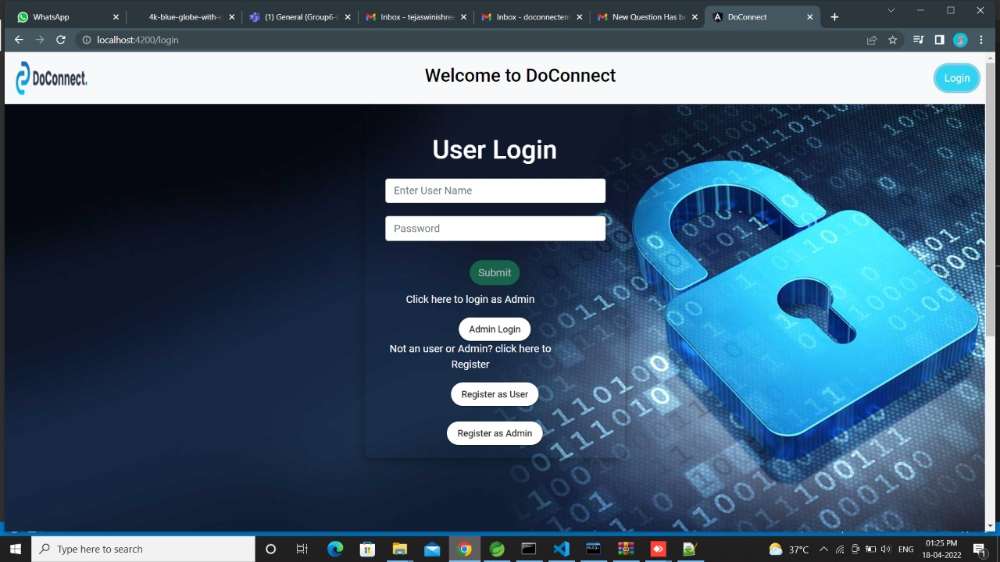 WhatsApp
4k-blue-globe-with-c
(1) General (Group6-
Inbox - tejaswinishree
Inbox - doconnectem
New Question Has be
DoConnect
localhost:4200/login
DoConnect.
Welcome to DoConnect
Login
User Login
Enter User Name
Password
Submit
Click here to login as Admin
Admin Login
Not an user or Admin? click here to
Register
Register as User
Register as Admin
Type here to search
37°C
ENG
01:25 PM
18-04-2022